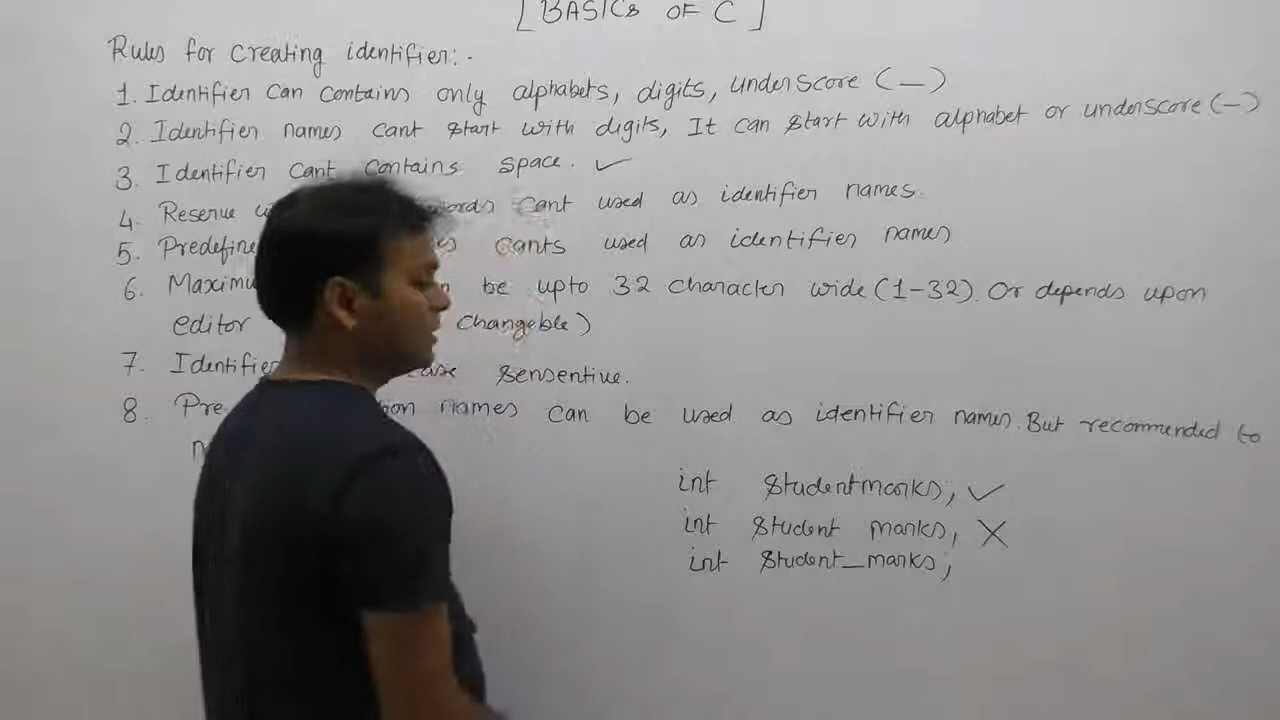 [ BASICS OF C ]
Rules for creating identifier:-
1. Identifier can contains only alphabets, digits, underscore (_)
2. Identifier names cant start with digits, It can start with alphabet or underscore (-)
3. Identifier cant contains space. ✓
4. Reserve cant used as identifier names.
5. Predefine cants used as identifier names
6. be upto 32 character wide (1-32). Or depends upon
editor changeble)
7. sensentive.
8. Pre names can be used as identifier names. But recommended to
int studentmarks; ✓
int student marks; X
int student_marks;